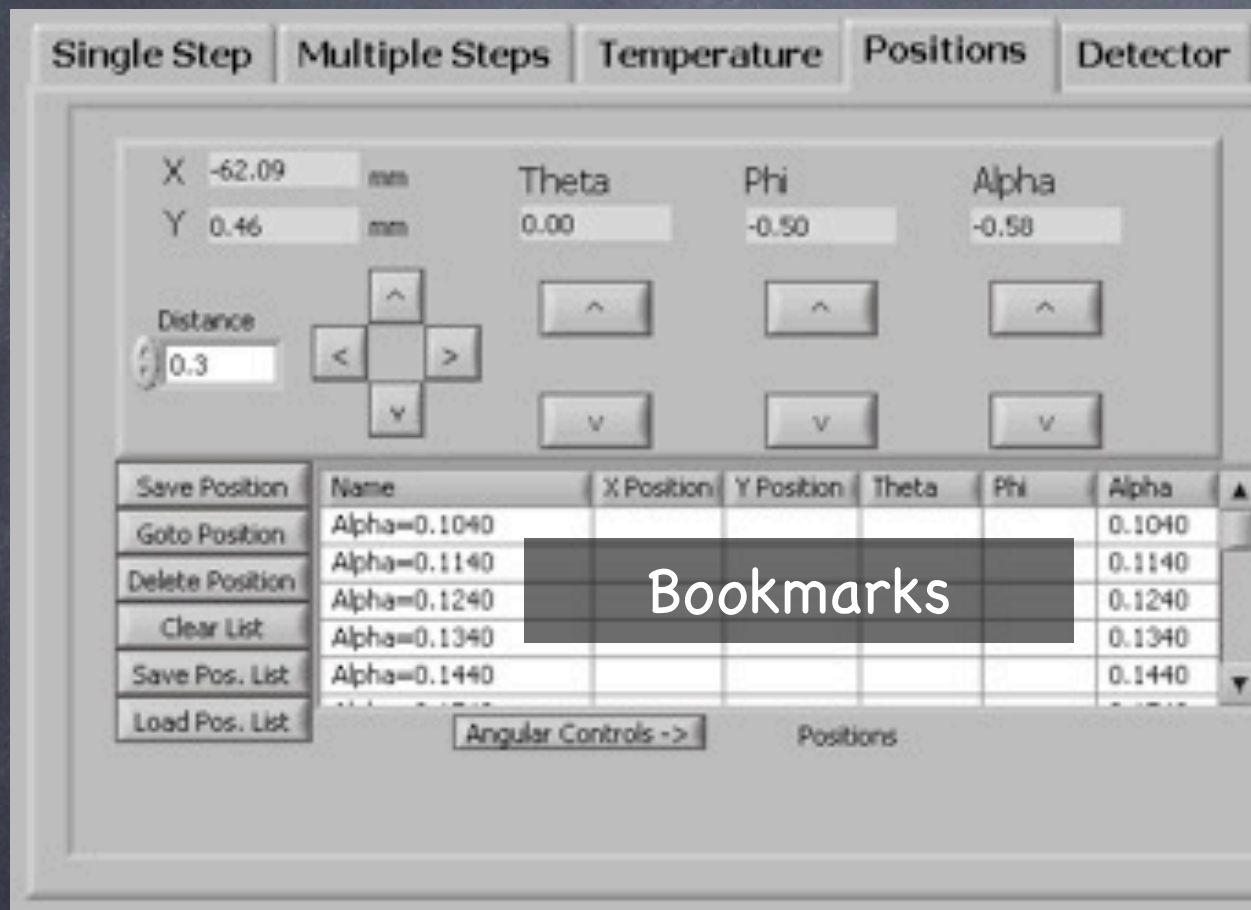 Single Step Multiple Steps Temperature Positions Detector
X -62.09 mm Theta Phi Alpha
Y 0.46 mm 0.00 -0.50 -0.58
^ ^ ^ ^
Distance
0.3 < >
v v v v
Save Position Name X Position Y Position Theta Phi Alpha
Goto Position Alpha=0.1040 0.1040
Delete Position Alpha=0.1140 0.1140
Bookmarks
Clear List Alpha=0.1240 0.1240
Alpha=0.1340 0.1340
Save Pos. List Alpha=0.1440 0.1440
Load Pos. List Angular Controls -> Positions